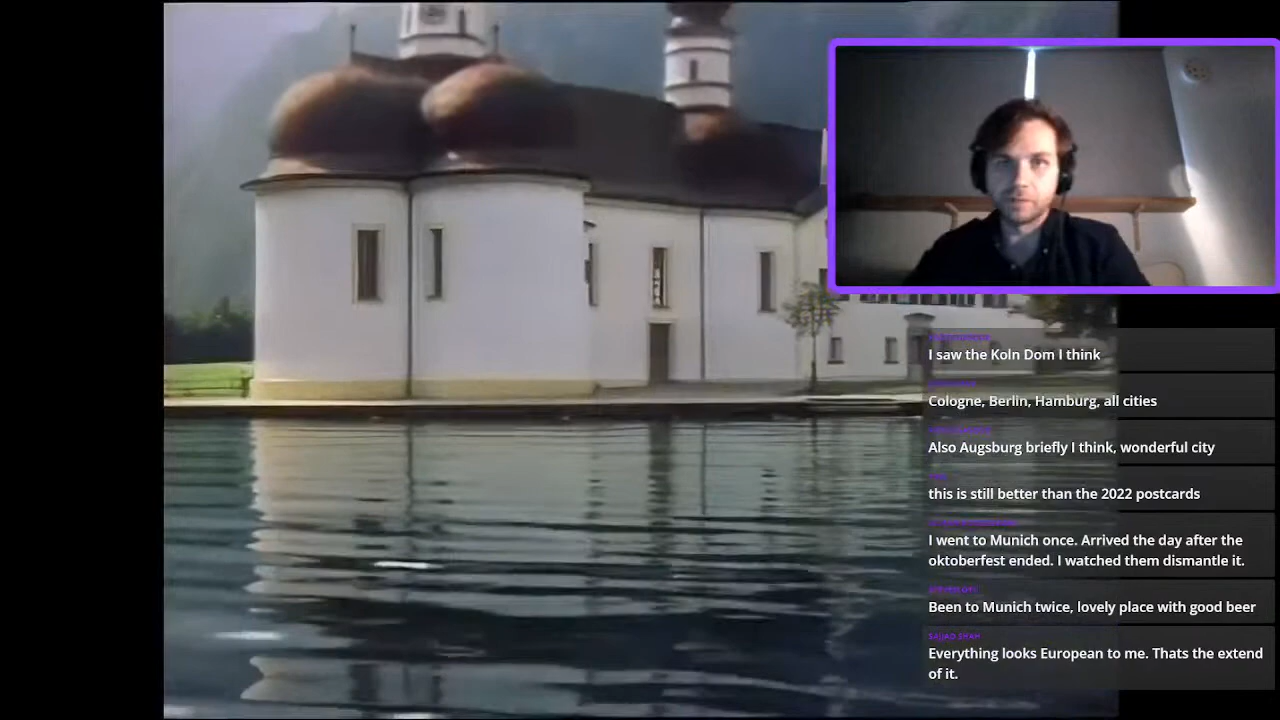 I saw the Koln Dom I think
Cologne, Berlin, Hamburg, all cities
Also Augsburg briefly I think, wonderful city
this is still better than the 2022 postcards
I went to Munich once. Arrived the day after the
oktoberfest ended. I watched them dismantle it.
Been to Munich twice, lovely place with good beer
SAJJAD SHAH
Everything looks European to me. Thats the extend
of it.